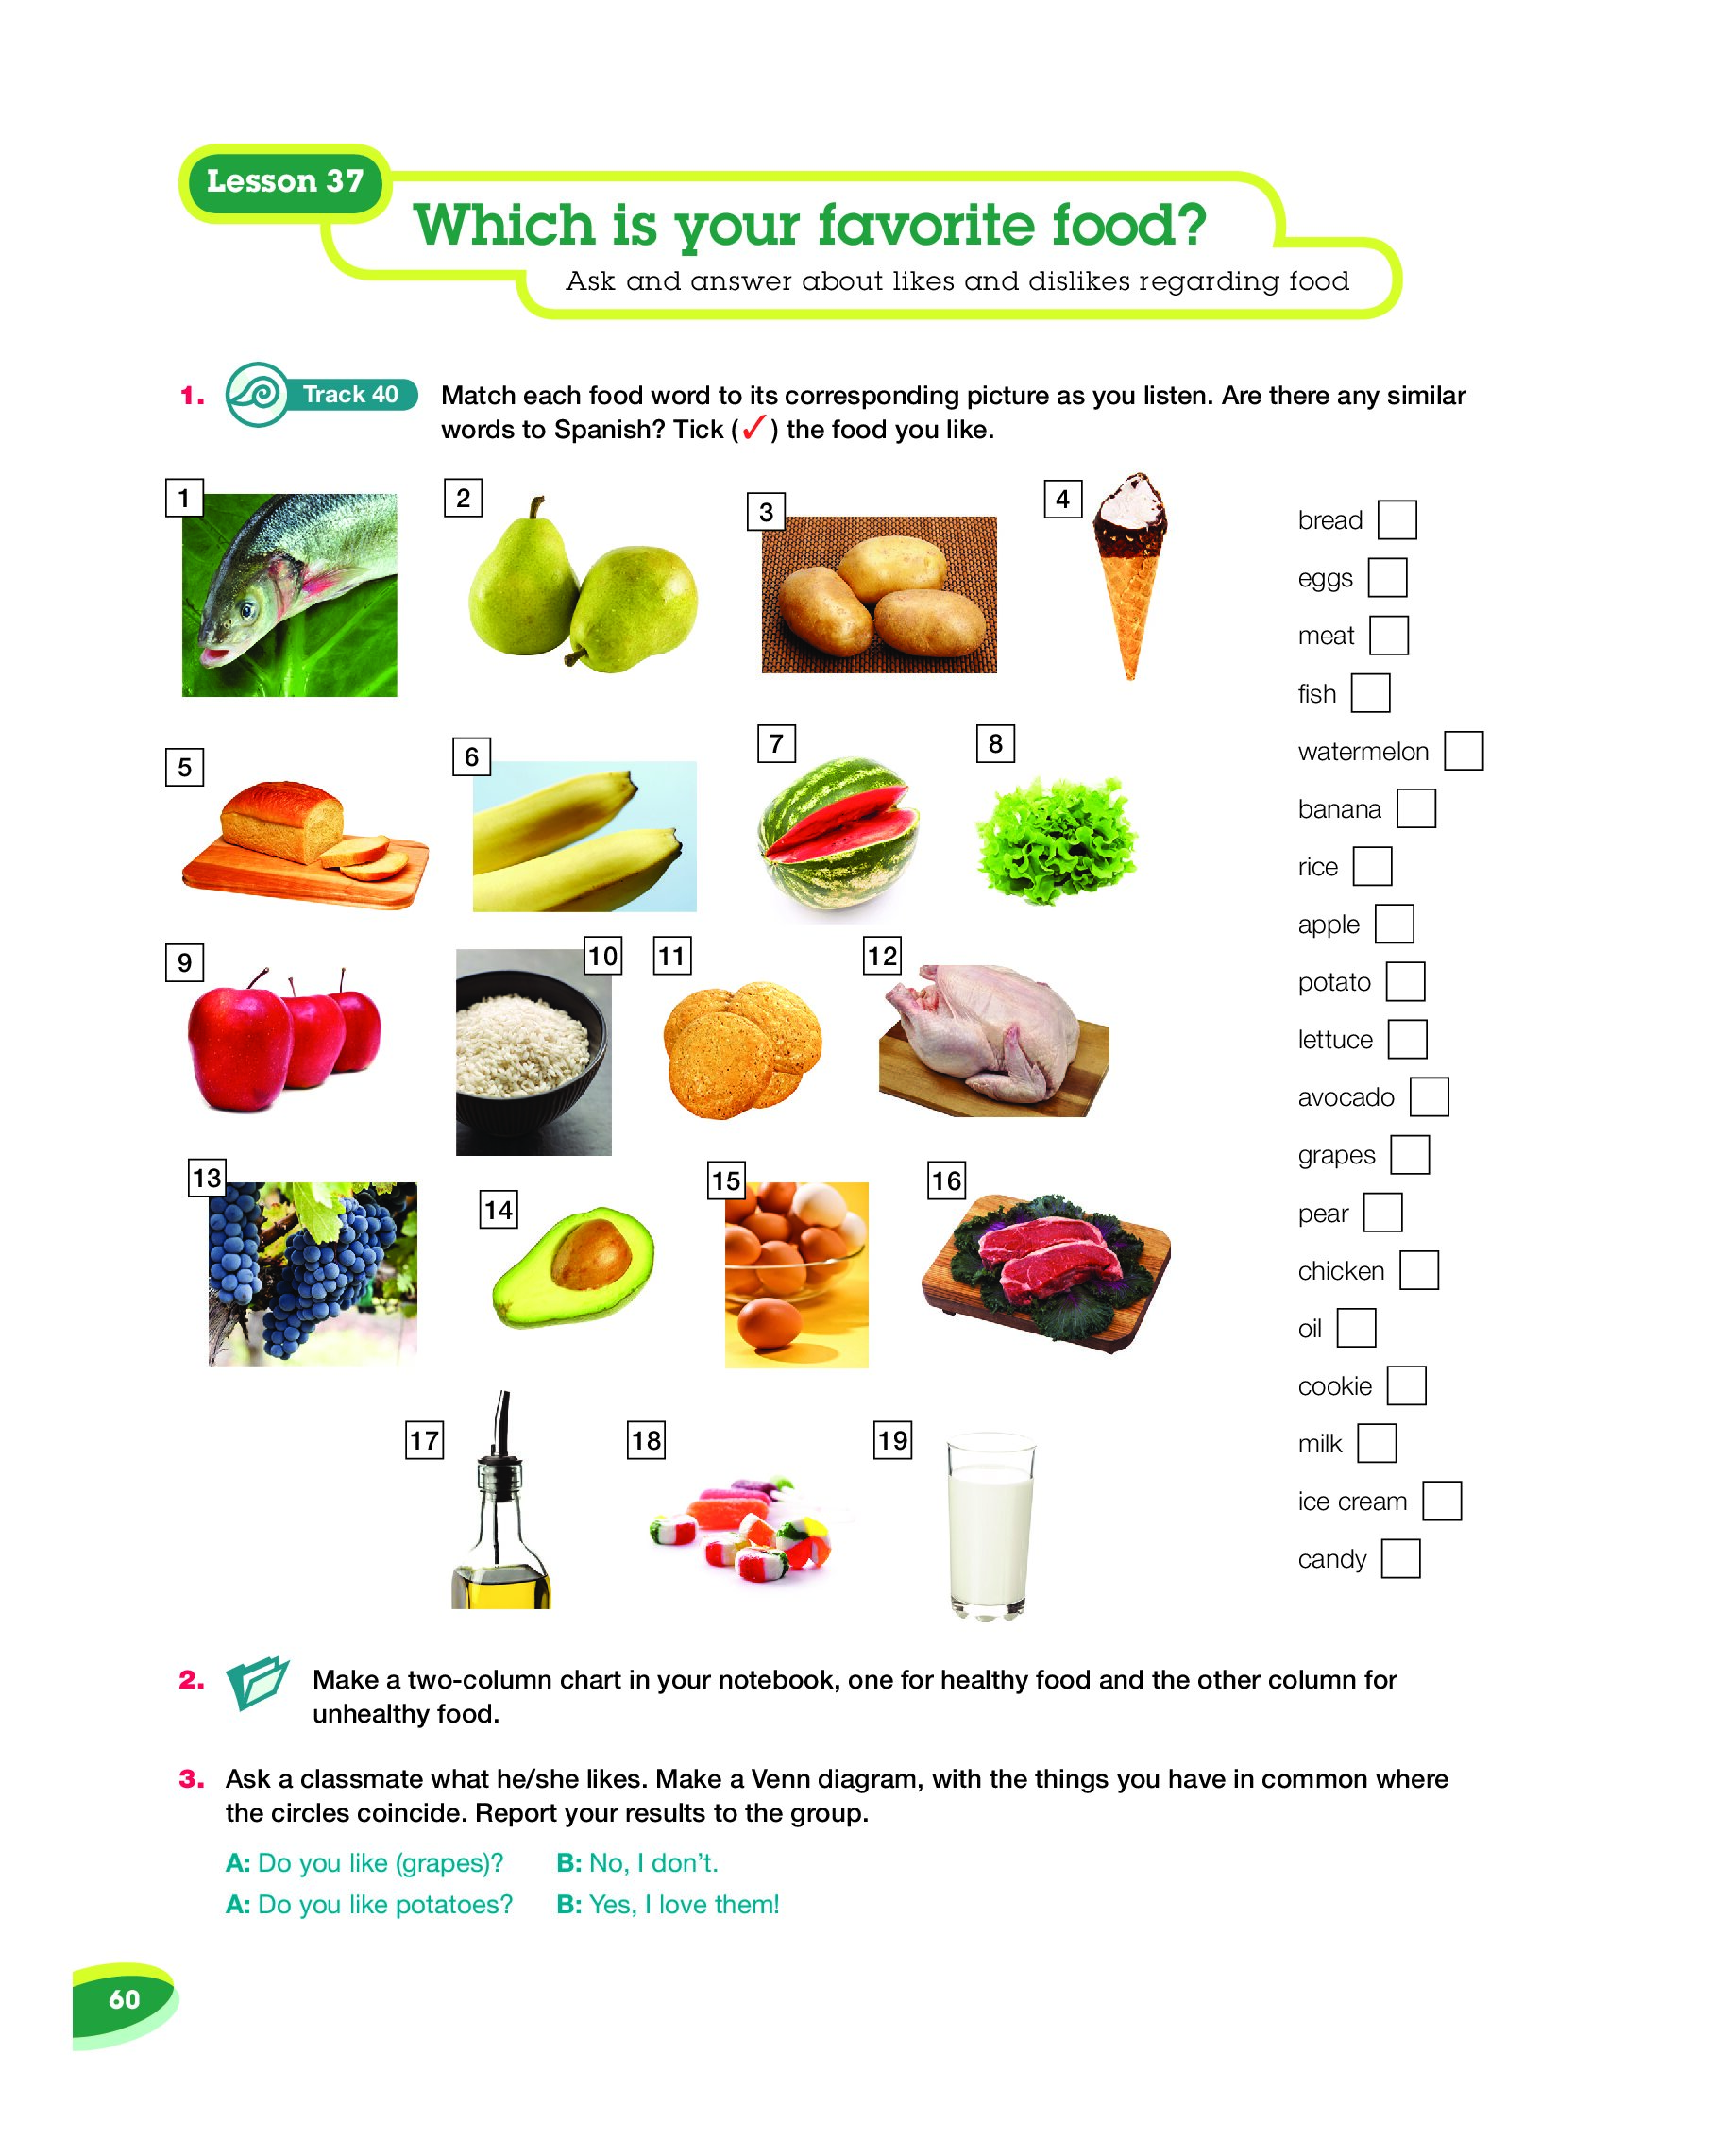 Lesson 37
Which is your favorite food?
Ask and answer about likes and dislikes regarding food
1. Track 40 Match each food word to its corresponding picture as you listen. Are there any similar
words to Spanish? Tick (✓) the food you like.
1
2
3
4
5
6
7
8
9
10
11
12
13
14
15
16
17
18
19
bread
eggs
meat
fish
watermelon
banana
rice
apple
potato
lettuce
avocado
grapes
pear
chicken
oil
cookie
milk
ice cream
candy
2. Make a two-column chart in your notebook, one for healthy food and the other column for
unhealthy food.
3. Ask a classmate what he/she likes. Make a Venn diagram, with the things you have in common where
the circles coincide. Report your results to the group.
A: Do you like (grapes)? B: No, I don’t.
A: Do you like potatoes? B: Yes, I love them!
60